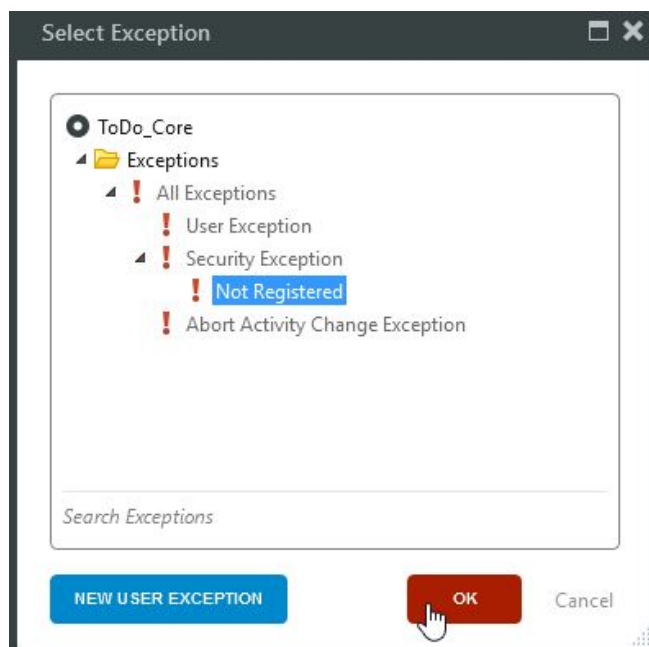 Select Exception
ToDo_Core
Exceptions
All Exceptions
User Exception
Security Exception
Not Registered
Abort Activity Change Exception
Search Exceptions
NEW USER EXCEPTION
OK
Cancel